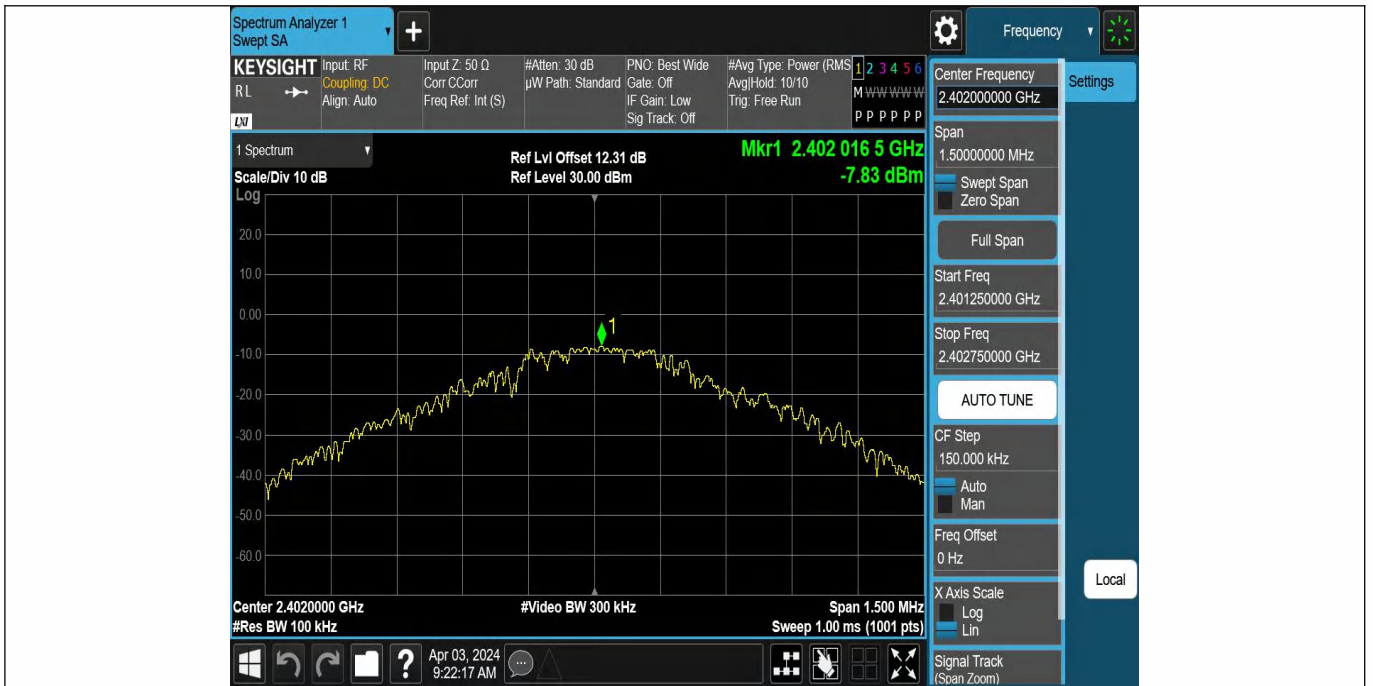 Spectrum Analyzer 1
Swept SA
Frequency
KEYSIGHT
RL
LXI
Input: RF
Coupling: DC
Align: Auto
Input Z: 50 Ω
Corr CCorr
Freq Ref: Int (S)
#Atten: 30 dB
µW Path: Standard
PNO: Best Wide
Gate: Off
IF Gain: Low
Sig Track: Off
#Avg Type: Power (RMS
Avg|Hold: 10/10
Trig: Free Run
1 2 3 4 5 6
M W W W W W
P P P P P P
1 Spectrum
Scale/Div 10 dB
Ref Lvl Offset 12.31 dB
Ref Level 30.00 dBm
Mkr1 2.402 016 5 GHz
-7.83 dBm
Log
20.0
10.0
0.00
-10.0
-20.0
-30.0
-40.0
-50.0
-60.0
1
Center 2.4020000 GHz
#Res BW 100 kHz
#Video BW 300 kHz
Span 1.500 MHz
Sweep 1.00 ms (1001 pts)
Center Frequency
2.402000000 GHz
Settings
Span
1.50000000 MHz
Swept Span
Zero Span
Full Span
Start Freq
2.401250000 GHz
Stop Freq
2.402750000 GHz
AUTO TUNE
CF Step
150.000 kHz
Auto
Man
Freq Offset
0 Hz
Local
X Axis Scale
Log
Lin
Signal Track
(Span Zoom)
?
Apr 03, 2024
9:22:17 AM